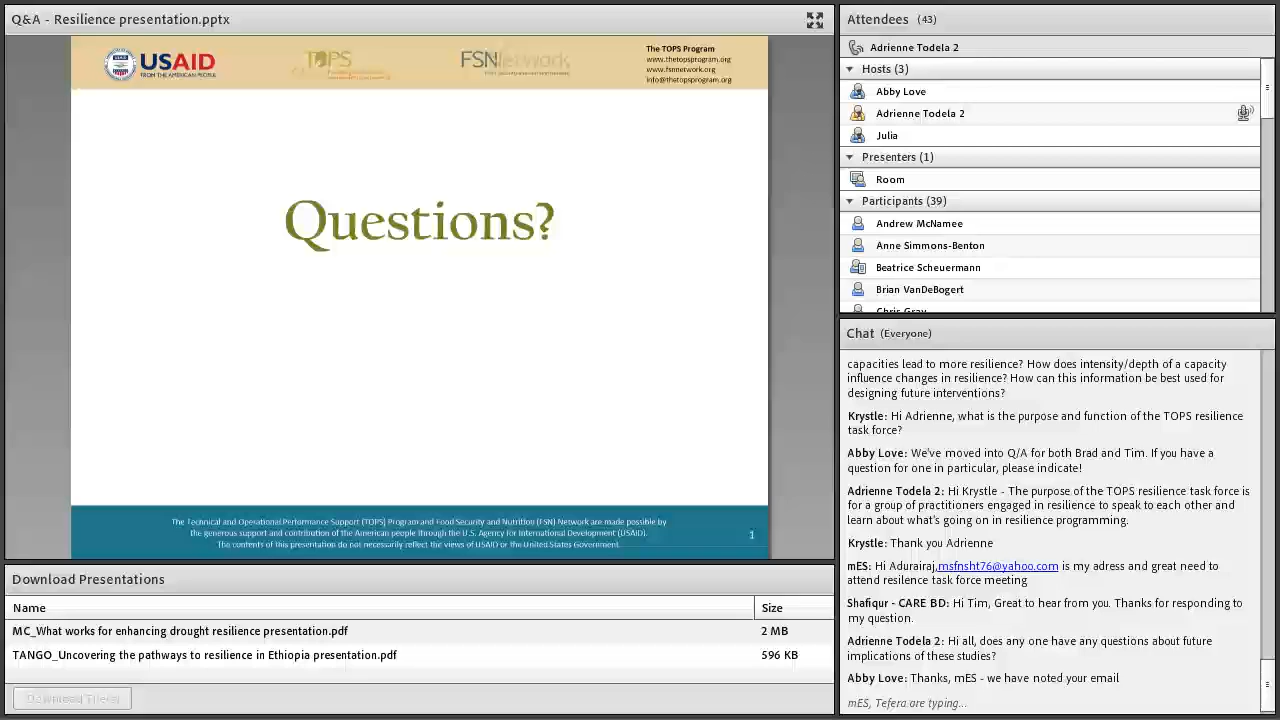 Q&A - Resilience presentation.pptx
USAID
FROM THE AMERICAN PEOPLE
TOPS
FSNNetwork
The TOPS Program
www.thetopsprogram.org
www.fsnnetwork.org
info@thetopsprogram.org
Questions?
The Technical and Operational Performance Support (TOPS) Program and Food Security and Nutrition (FSN) Network are made possible by
the generous support and contribution of the American people through the U.S. Agency for International Development (USAID).
The contents of this presentation do not necessarily reflect the views of USAID or the United States Government.
1
Download Presentations
Name Size
MC_What works for enhancing drought resilience presentation.pdf 2 MB
TANGO_Uncovering the pathways to resilience in Ethiopia presentation.pdf 596 KB
Download File(s)
Attendees (43)
Adrienne Todela 2
Hosts (3)
Abby Love
Adrienne Todela 2
Julia
Presenters (1)
Room
Participants (39)
Andrew McNamee
Anne Simmons-Benton
Beatrice Scheuermann
Brian VanDeBogert
Chris Gray
Chat (Everyone)
capacities lead to more resilience? How does intensity/depth of a capacity
influence changes in resilience? How can this information be best used for
designing future interventions?
Krystle: Hi Adrienne, what is the purpose and function of the TOPS resilience
task force?
Abby Love: We've moved into Q/A for both Brad and Tim. If you have a
question for one in particular, please indicate!
Adrienne Todela 2: Hi Krystle - The purpose of the TOPS resilience task force is
for a group of practitioners engaged in resilience to speak to each other and
learn about what's going on in resilience programming.
Krystle: Thank you Adrienne
mES: Hi Adurairaj,msfnsht76@yahoo.com is my adress and great need to
attend resilence task force meeting
Shafiqur - CARE BD: Hi Tim, Great to hear from you. Thanks for responding to
my question.
Adrienne Todela 2: Hi all, does any one have any questions about future
implications of these studies?
Abby Love: Thanks, mES - we have noted your email
mES, Tefera are typing...